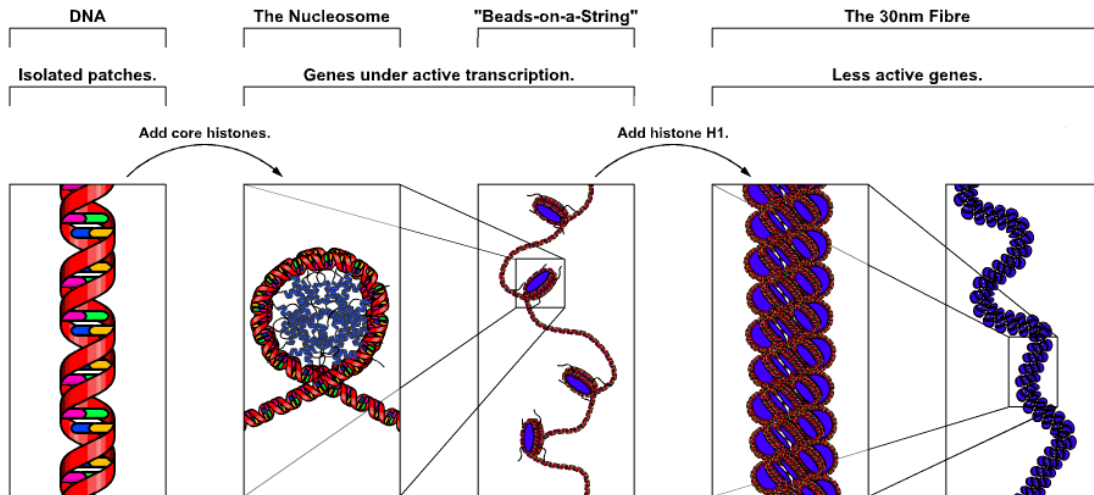 DNA
The Nucleosome
"Beads-on-a-String"
The 30nm Fibre
Isolated patches.
Genes under active transcription.
Less active genes.
Add core histones.
Add histone H1.